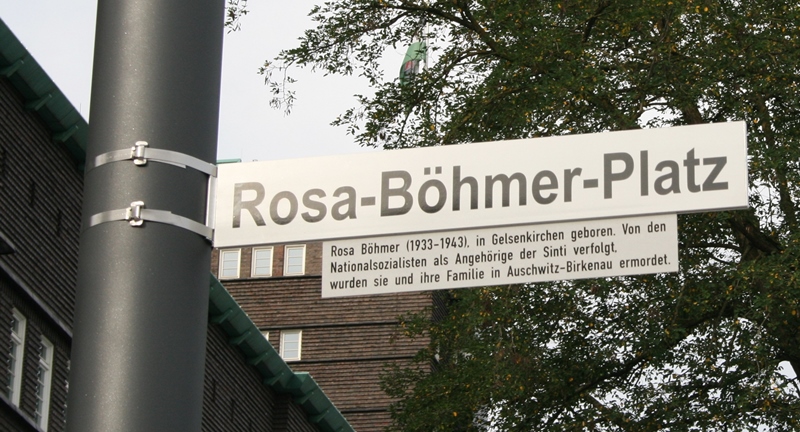 Rosa-Böhmer-Platz
Rosa Böhmer (1933-1943), in Gelsenkirchen geboren. Von den
Nationalsozialisten als Angehörige der Sinti verfolgt,
wurden sie und ihre Familie in Auschwitz-Birkenau ermordet.